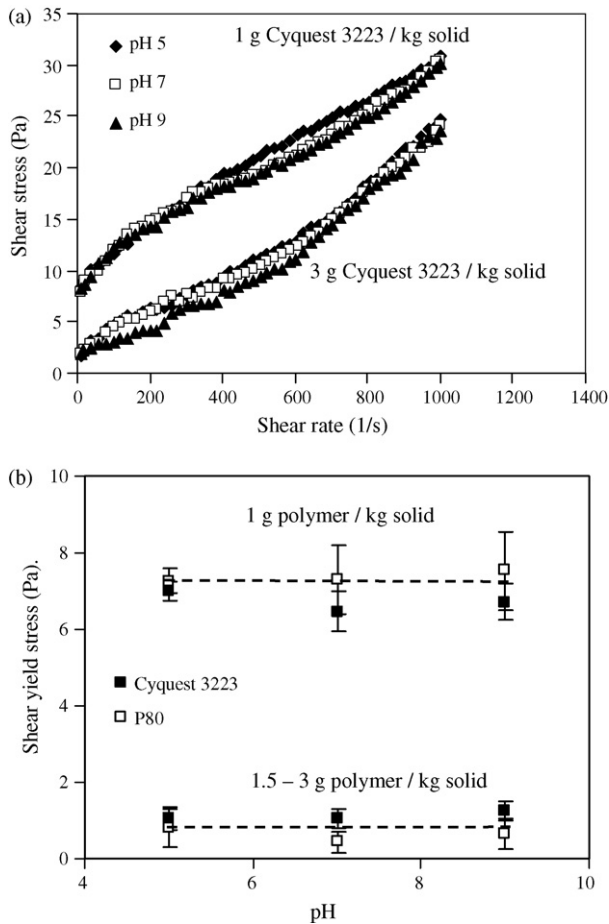 (a)
1 g Cyquest 3223 / kg solid
pH 5
pH 7
pH 9
3 g Cyquest 3223 / kg solid
Shear stress (Pa)
35
30
25
20
15
10
5
0
0 200 400 600 800 1000 1200 1400
Shear rate (1/s)
(b)
1 g polymer / kg solid
Cyquest 3223
P80
1.5 – 3 g polymer / kg solid
Shear yield stress (Pa).
10
8
6
4
2
0
4 6 8 10
pH